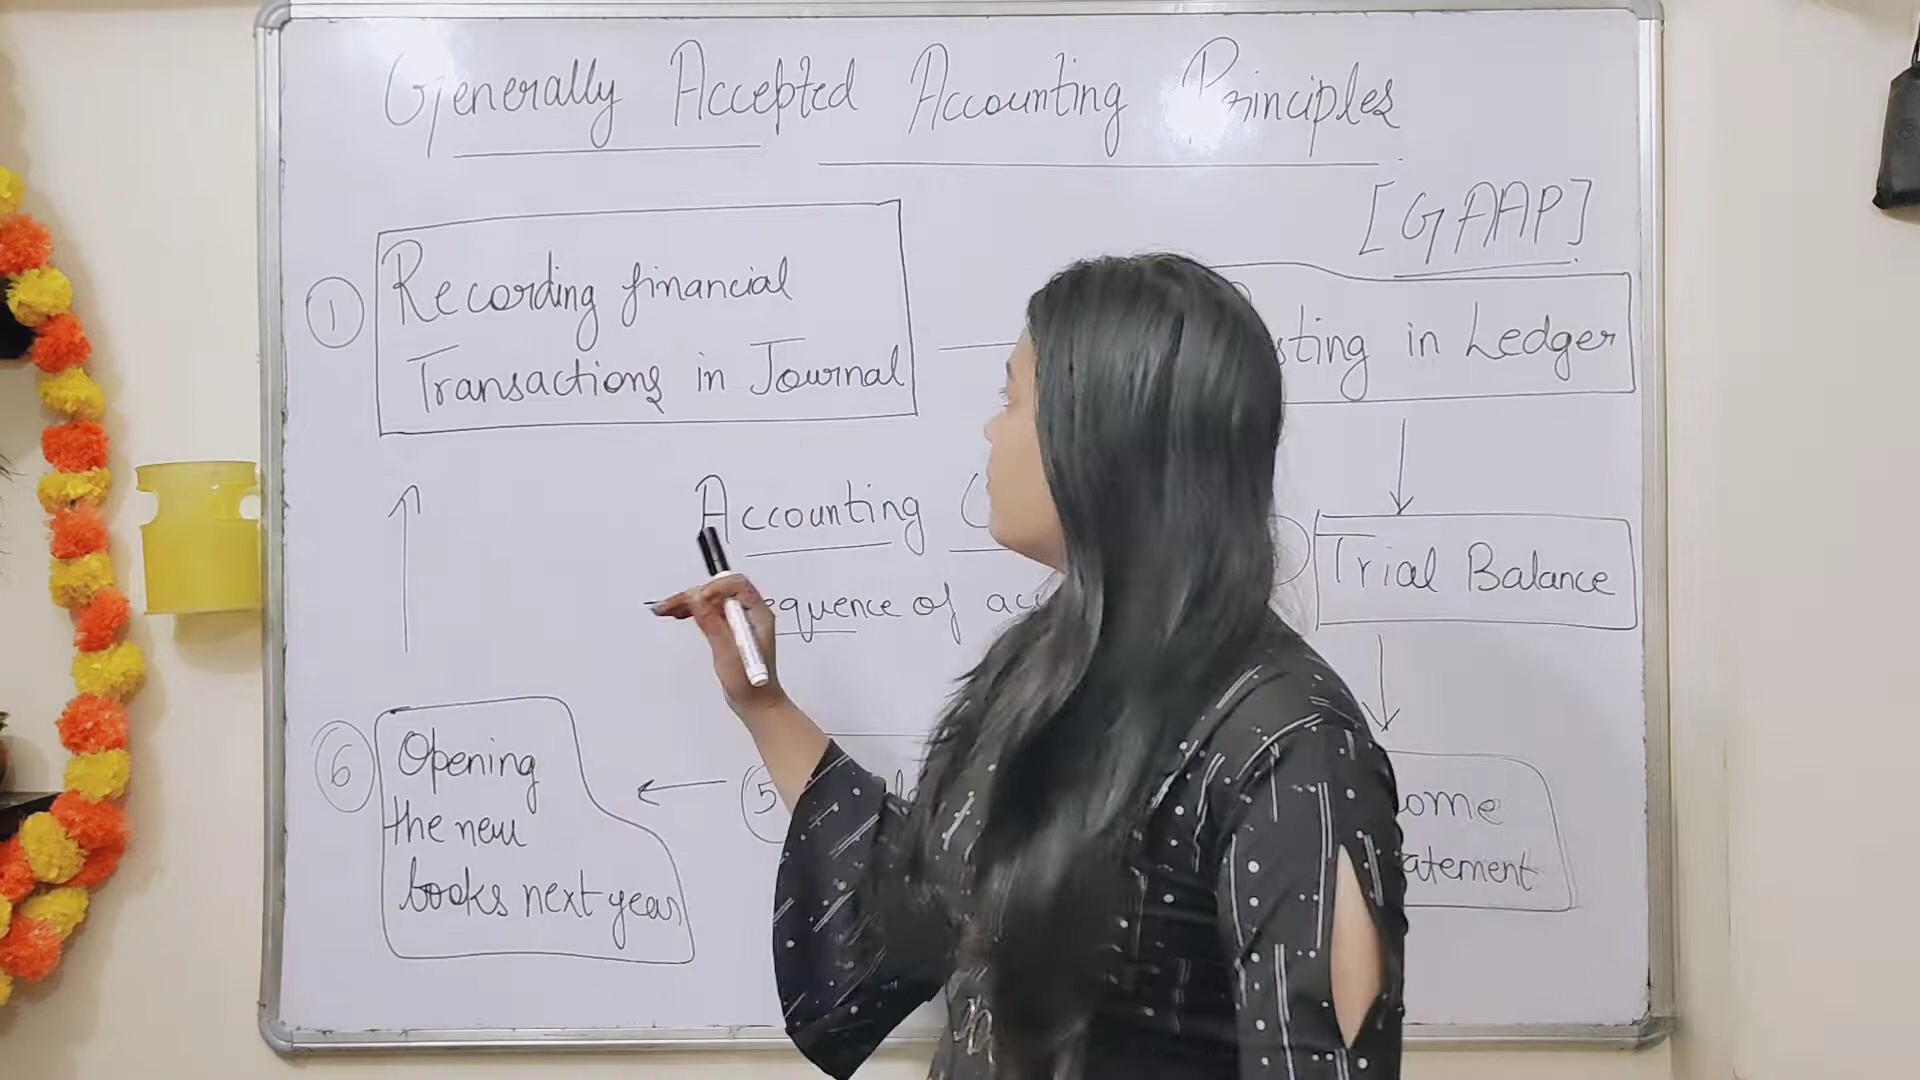 Generally Accepted Accounting Principles
[GAAP]
1
Recording financial
Transactions in Journal
in Ledger
Accounting
of
Trial Balance
6
Opening
the new
books next year
5